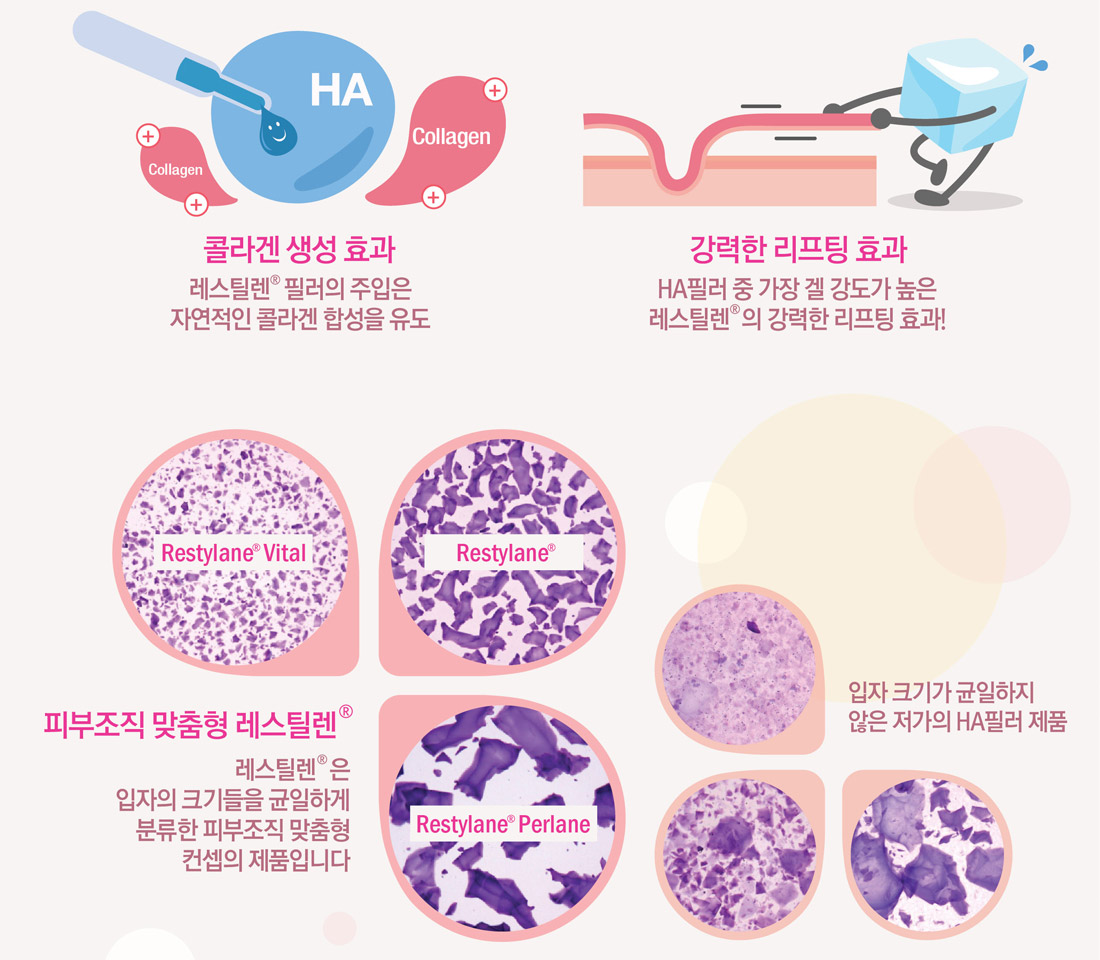 HA
Collagen
Collagen
콜라겐 생성 효과
레스틸렌® 필러의 주입은
자연적인 콜라겐 합성을 유도
강력한 리프팅 효과
HA필러 중 가장 겔 강도가 높은
레스틸렌®의 강력한 리프팅 효과!
Restylane® Vital
Restylane®
피부조직 맞춤형 레스틸렌®
레스틸렌®은
입자의 크기들을 균일하게
분류한 피부조직 맞춤형
컨셉의 제품입니다
Restylane® Perlane
입자 크기가 균일하지
않은 저가의 HA필러 제품